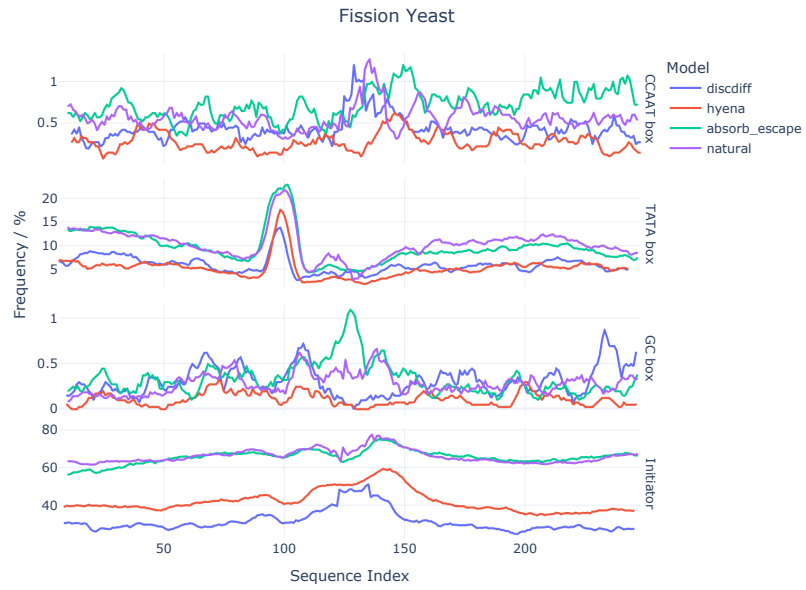 Fission Yeast
Model
discdiff
hyena
absorb_escape
natural
Frequency / %
1
0.5
CCAAT box
20
15
10
5
TATA box
1
0.5
0
GC box
80
60
40
Initiator
50
100
150
200
Sequence Index